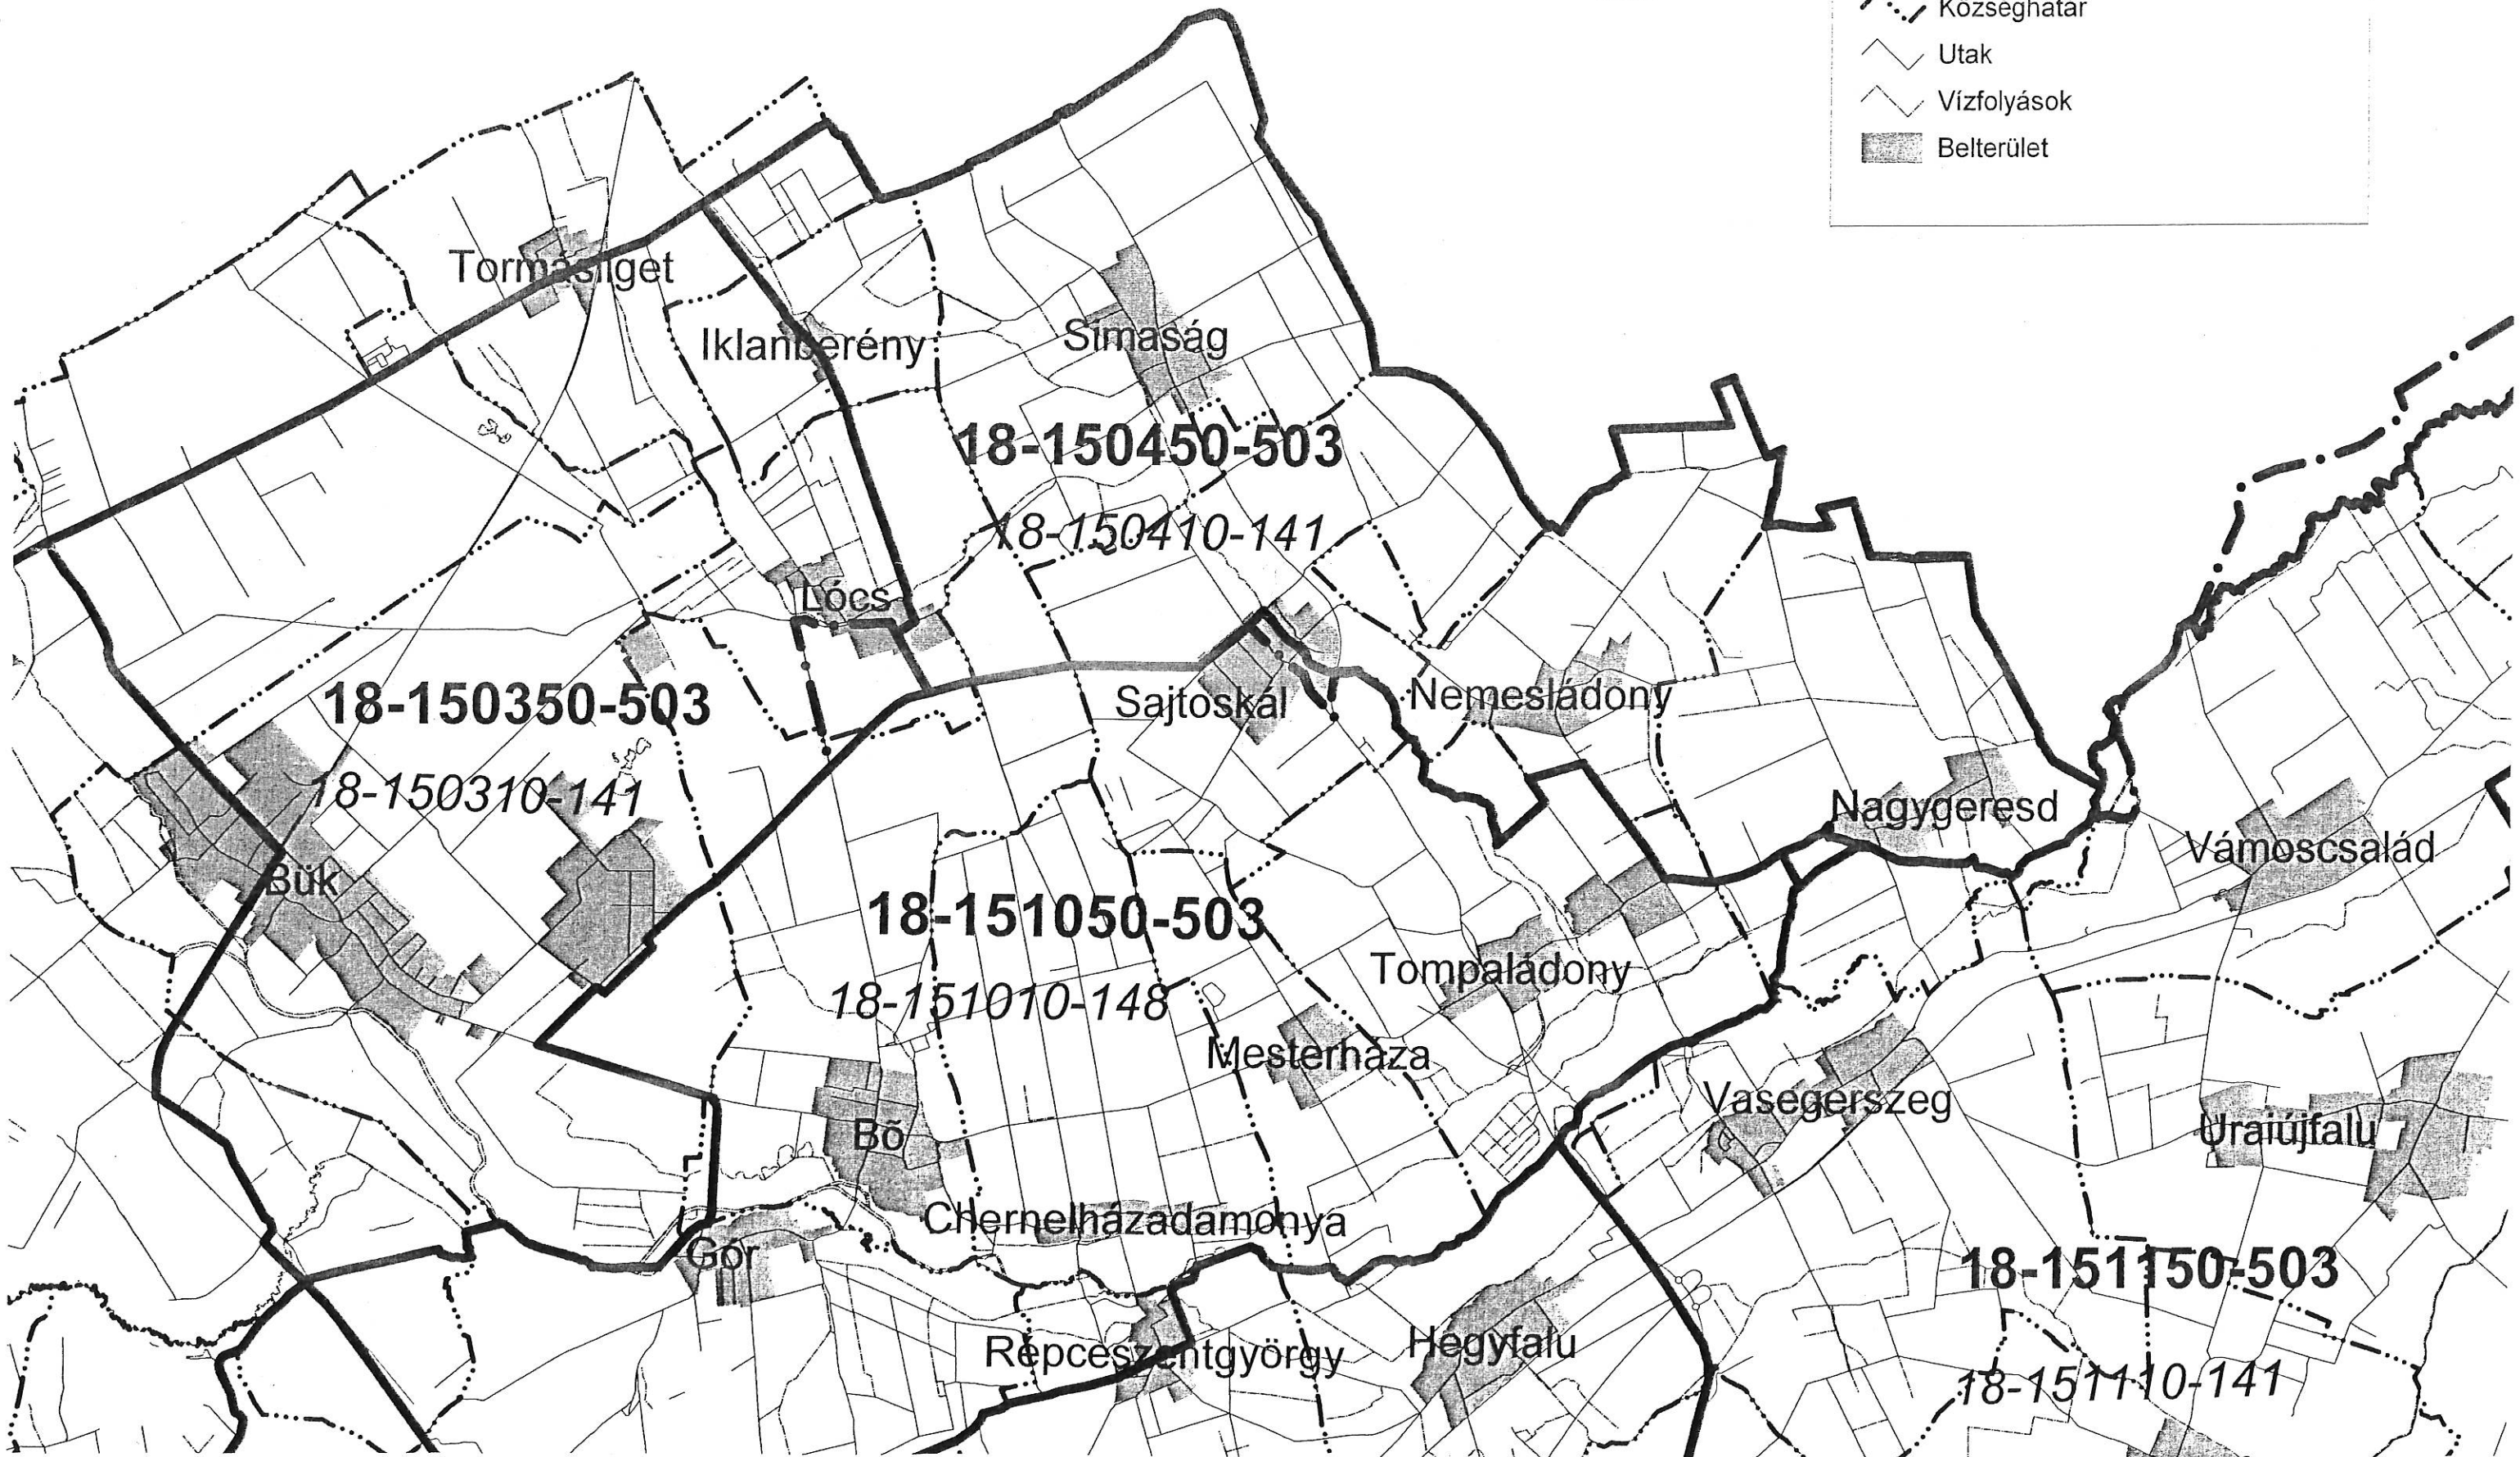 Községhatár
Utak
Vízfolyások
Belterület
Tormásliget
Iklanberény
Simaság
18-150450-503
18-150410-141
Lócs
18-150350-503
Sajtoskál
Nemesládony
18-150310-141
Nagygeresd
Vámoscsalád
Bük
18-151050-503
Tompaládony
18-151010-148
Mesterháza
Vasegerszeg
Bõ
Uraiújfalu
Chernelházadamonya
Gór
18-151150-503
Répceszentgyörgy
Hegyfalu
18-151110-141